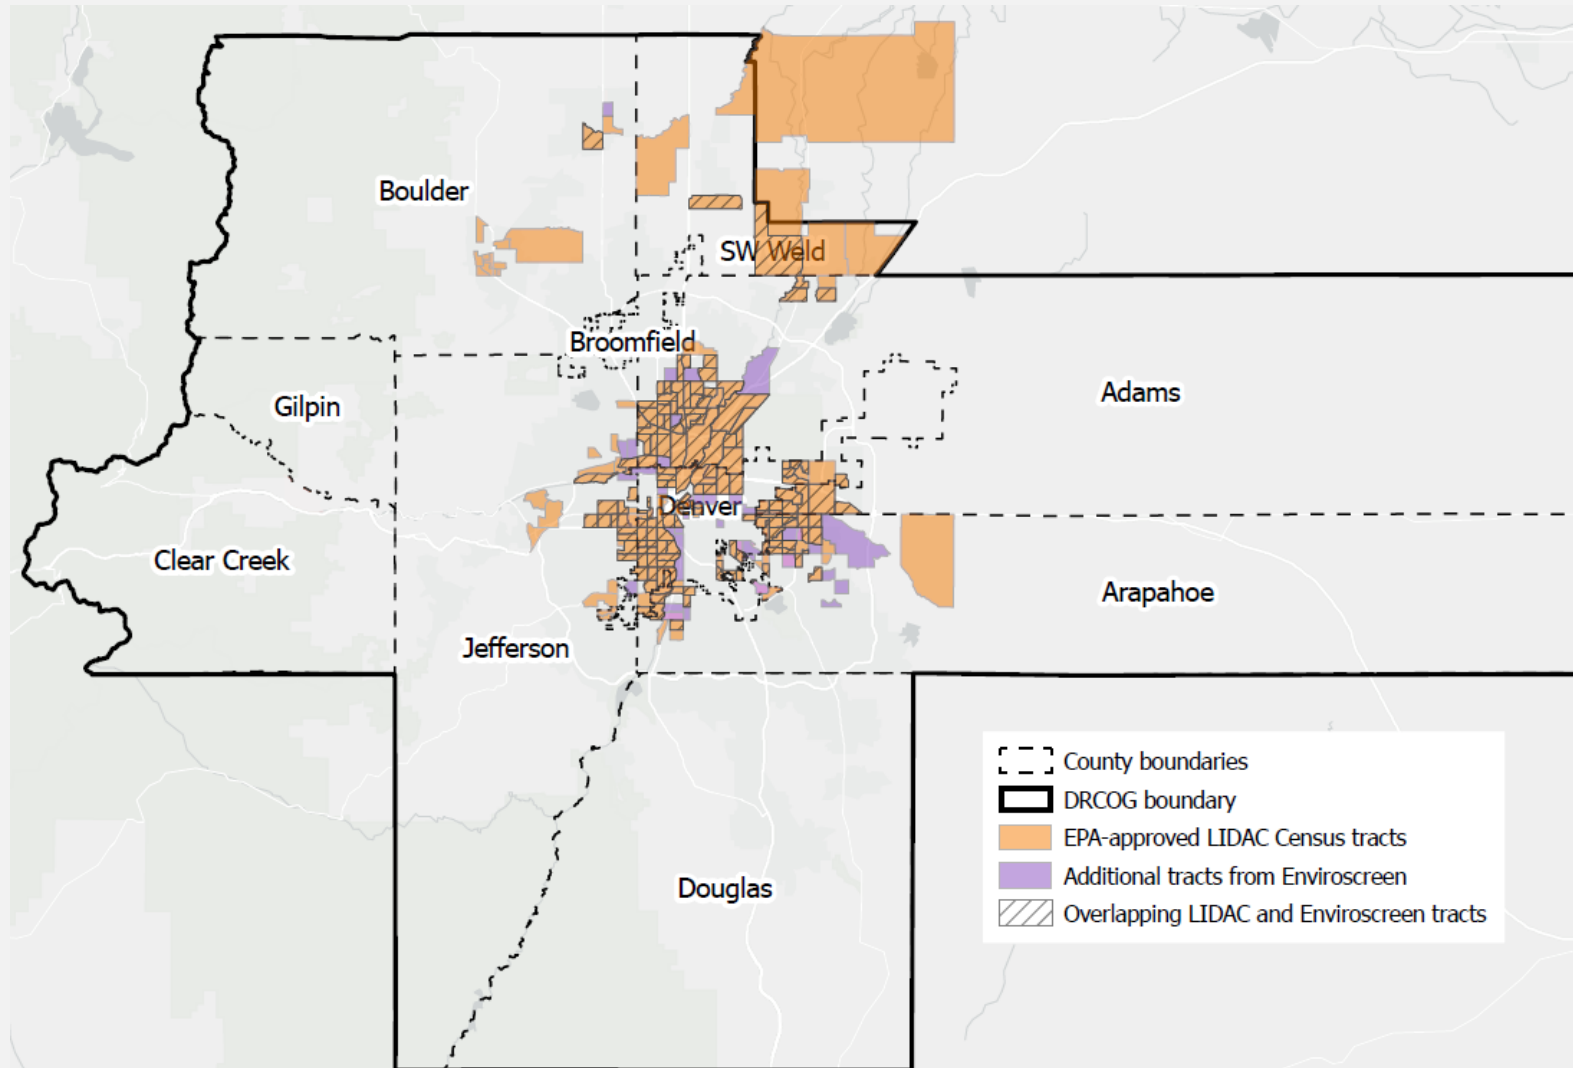 Boulder
SW Weld
Broomfield
Gilpin
Adams
Denver
Clear Creek
Arapahoe
Jefferson
Douglas
County boundaries
DRCOG boundary
EPA-approved LIDAC Census tracts
Additional tracts from Enviroscreen
Overlapping LIDAC and Enviroscreen tracts